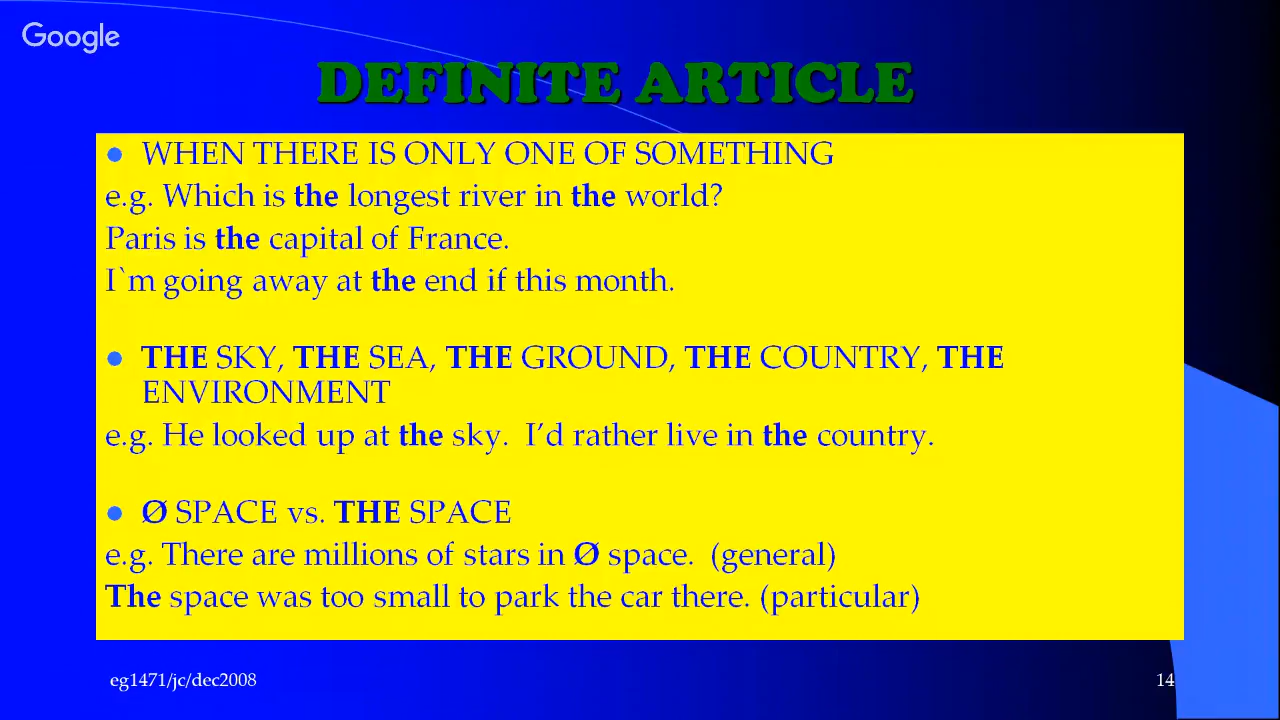 Google
DEFINITE ARTICLE
● WHEN THERE IS ONLY ONE OF SOMETHING
e.g. Which is the longest river in the world?
Paris is the capital of France.
I`m going away at the end if this month.
● THE SKY, THE SEA, THE GROUND, THE COUNTRY, THE
ENVIRONMENT
e.g. He looked up at the sky.  I’d rather live in the country.
● Ø SPACE vs. THE SPACE
e.g. There are millions of stars in Ø space.  (general)
The space was too small to park the car there. (particular)
eg1471/jc/dec2008
14